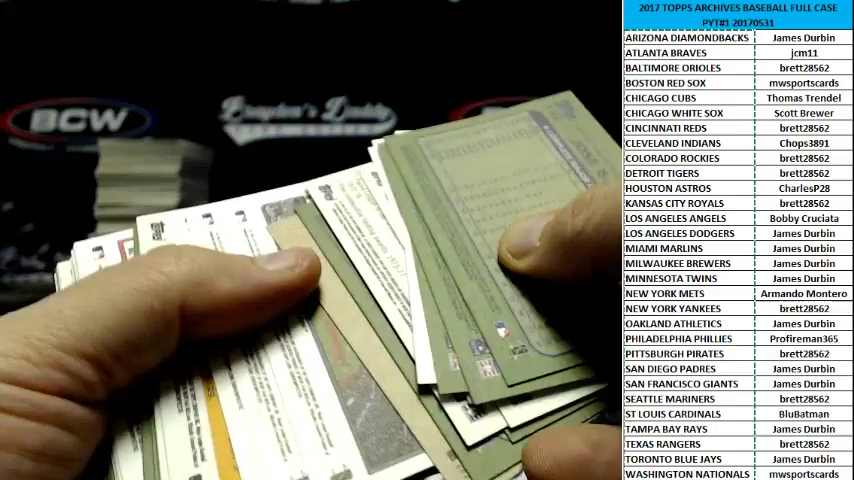 2017 TOPPS ARCHIVES BASEBALL FULL CASE
PYT#1 20170531
ARIZONA DIAMONDBACKS James Durbin
ATLANTA BRAVES jcm11
BALTIMORE ORIOLES brett28562
BOSTON RED SOX mwsportscards
CHICAGO CUBS Thomas Trendel
CHICAGO WHITE SOX Scott Brewer
CINCINNATI REDS brett28562
CLEVELAND INDIANS Chops3891
COLORADO ROCKIES brett28562
DETROIT TIGERS brett28562
HOUSTON ASTROS CharlesP28
KANSAS CITY ROYALS brett28562
LOS ANGELES ANGELS Bobby Cruciata
LOS ANGELES DODGERS James Durbin
MIAMI MARLINS James Durbin
MILWAUKEE BREWERS James Durbin
MINNESOTA TWINS James Durbin
NEW YORK METS Armando Montero
NEW YORK YANKEES brett28562
OAKLAND ATHLETICS James Durbin
PHILADELPHIA PHILLIES Profireman365
PITTSBURGH PIRATES brett28562
SAN DIEGO PADRES James Durbin
SAN FRANCISCO GIANTS James Durbin
SEATTLE MARINERS brett28562
ST LOUIS CARDINALS BluBatman
TAMPA BAY RAYS James Durbin
TEXAS RANGERS brett28562
TORONTO BLUE JAYS James Durbin
WASHINGTON NATIONALS mwsportscards
BCW
Brayden's Daddy
Topps
Topps
JOSE